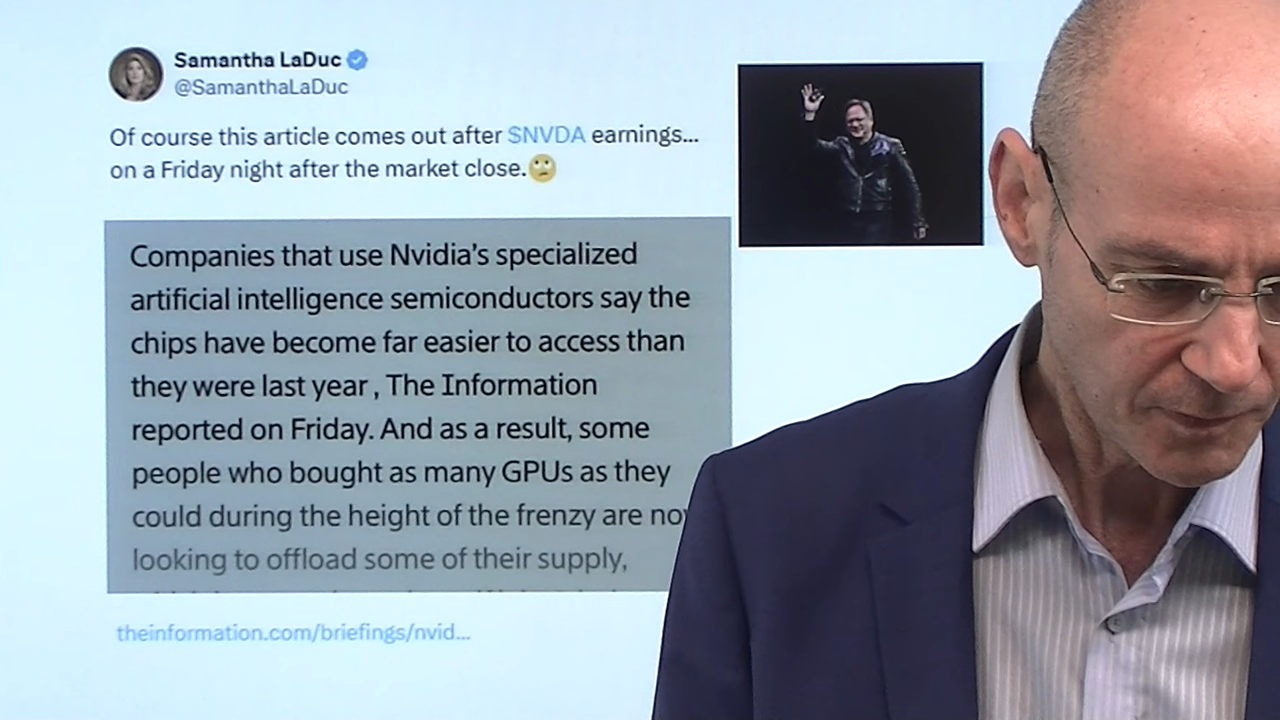 Samantha LaDuc
@SamanthaLaDuc
Of course this article comes out after $NVDA earnings...
on a Friday night after the market close.🙄
Companies that use Nvidia's specialized
artificial intelligence semiconductors say the
chips have become far easier to access than
they were last year, The Information
reported on Friday. And as a result, some
people who bought as many GPUs as they
could during the height of the frenzy are
looking to offload some of their supply,
theinformation.com/briefings/nvid...